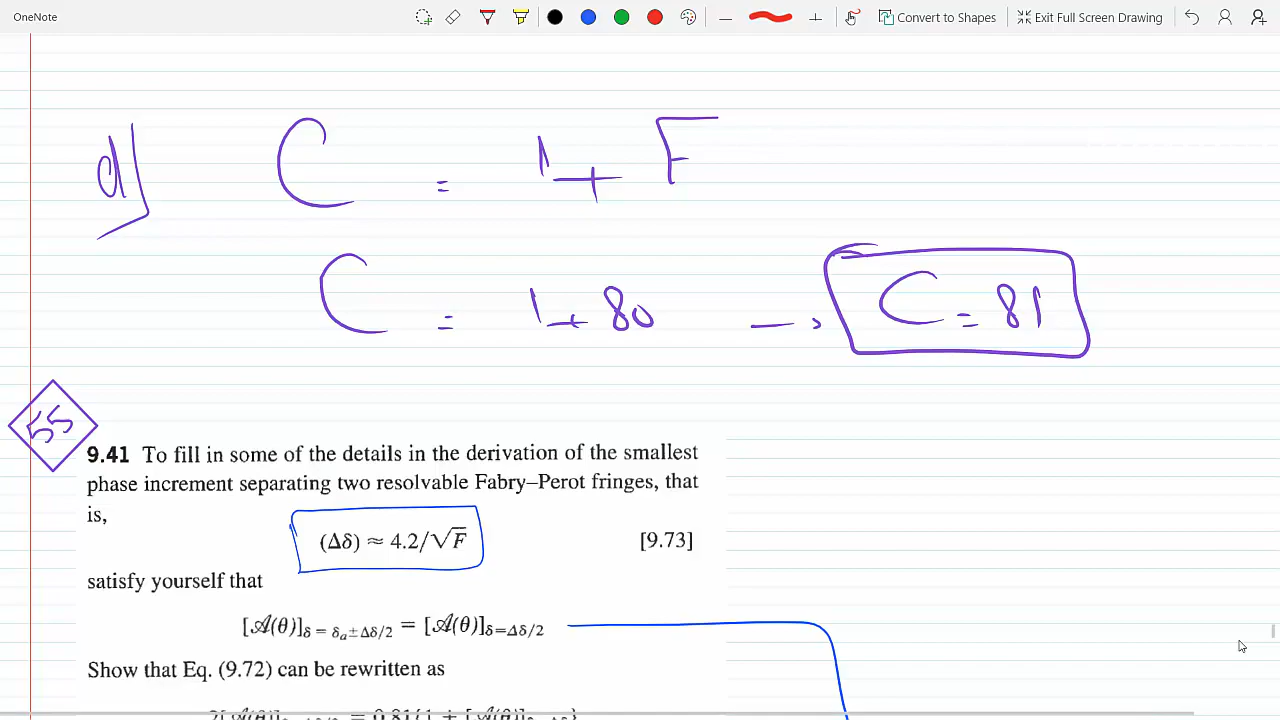 OneNote
Convert to Shapes
Exit Full Screen Drawing
d) C = 1 + F
C = 1 + 80 → C = 81
55
9.41 To fill in some of the details in the derivation of the smallest
phase increment separating two resolvable Fabry–Perot fringes, that
is,
(Δδ) ≈ 4.2/√F [9.73]
satisfy yourself that
[𝒜(θ)]δ = δₐ±Δδ/2 = [𝒜(θ)]δ=Δδ/2
Show that Eq. (9.72) can be rewritten as